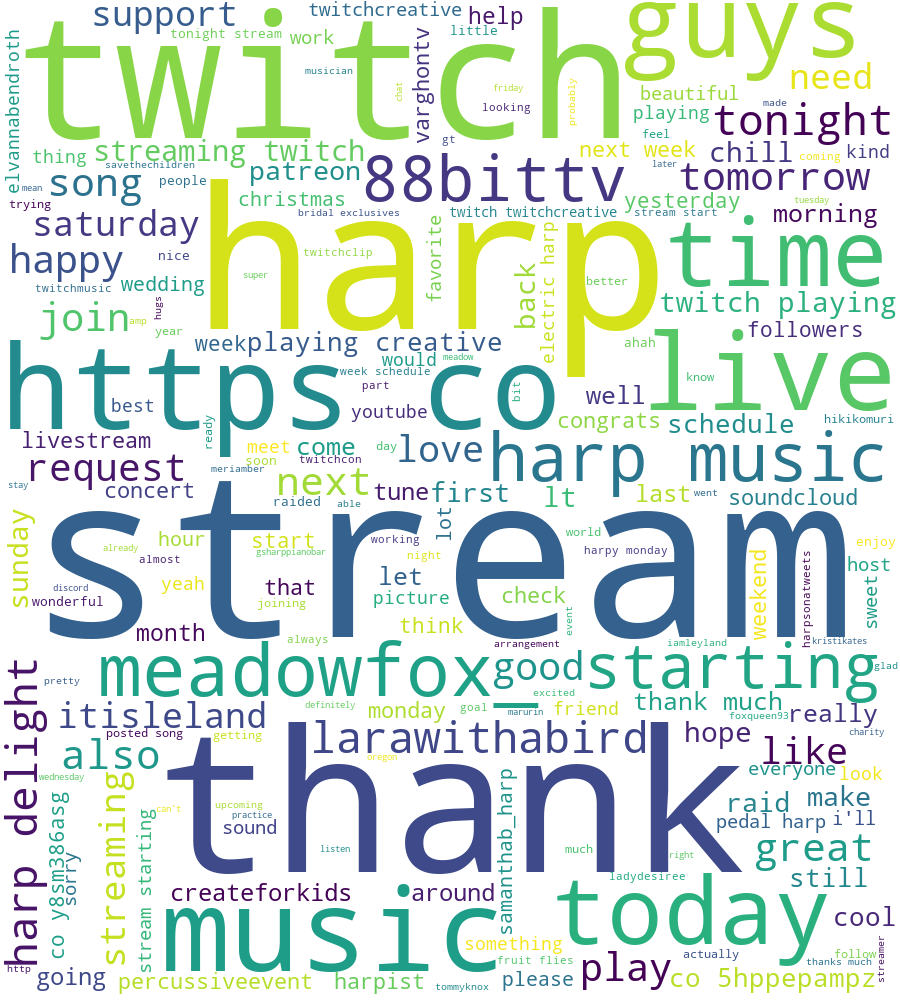 support
twitchcreative
help
guys
twitch
tonight stream
work
little
musician
varghontv
chat
friday
looking
probably
need
elvannabendroth
beautiful
playing
made
tonight
thing
streaming twitch
savethechildren
gt
feel
next week
chill
coming
kind
mean
song
people
patreon
88bittv
later
tomorrow
trying
christmas
yesterday
tuesday
saturday
bridal exclusives
twitch twitchcreative
stream start
morning
happy
nice
harp
twitchclip
favorite
back
electric harp
time
twitchmusic
wedding
super
better
hugs
join
amp
year
twitch playing
followers
week
playing creative
would
meadow
ahah
https co
week schedule
part
bit
know
live
best
youtube
well
congrats
schedule
hikikomuri
livestream
ready
meet
come
day
love
harp music
request
soon
twitchcon
meriamber
stay
concert
next
tune
first
lt
last
went
soundcloud
raided
able
sunday
stream
hour
start
working
lot
world
enjoy
already
almost
gsharppianobar
night
harpy monday
weekend
host
discord
yeah
that
let
wonderful
joining
picture
check
harpsonatweets
sweet
month
think
event
always
arrangement
iamleyland
kristikates
meadowfox_good
starting
glad
pretty
excited
harp delight
itisleland
definitely
monday
goal
marurin
friend
thank much
foxqueen93
really
posted song
getting
larawithabird
hope
charity
also
thank
oregon
like
wednesday
everyone
look
streaming
can't
upcoming
practice
samanthab_harp
raid
make
co y8sm386asg
stream starting
sound
pedal harp
i'll
sorry
listen
much
right
great
createforkids
around
ladydesiree
still
music
today
cool
something
actually
follow
streamer
http
going
percussiveevent
harpist
tommyknox
please
fruit flies
play
co 5hppepampz
thanks much